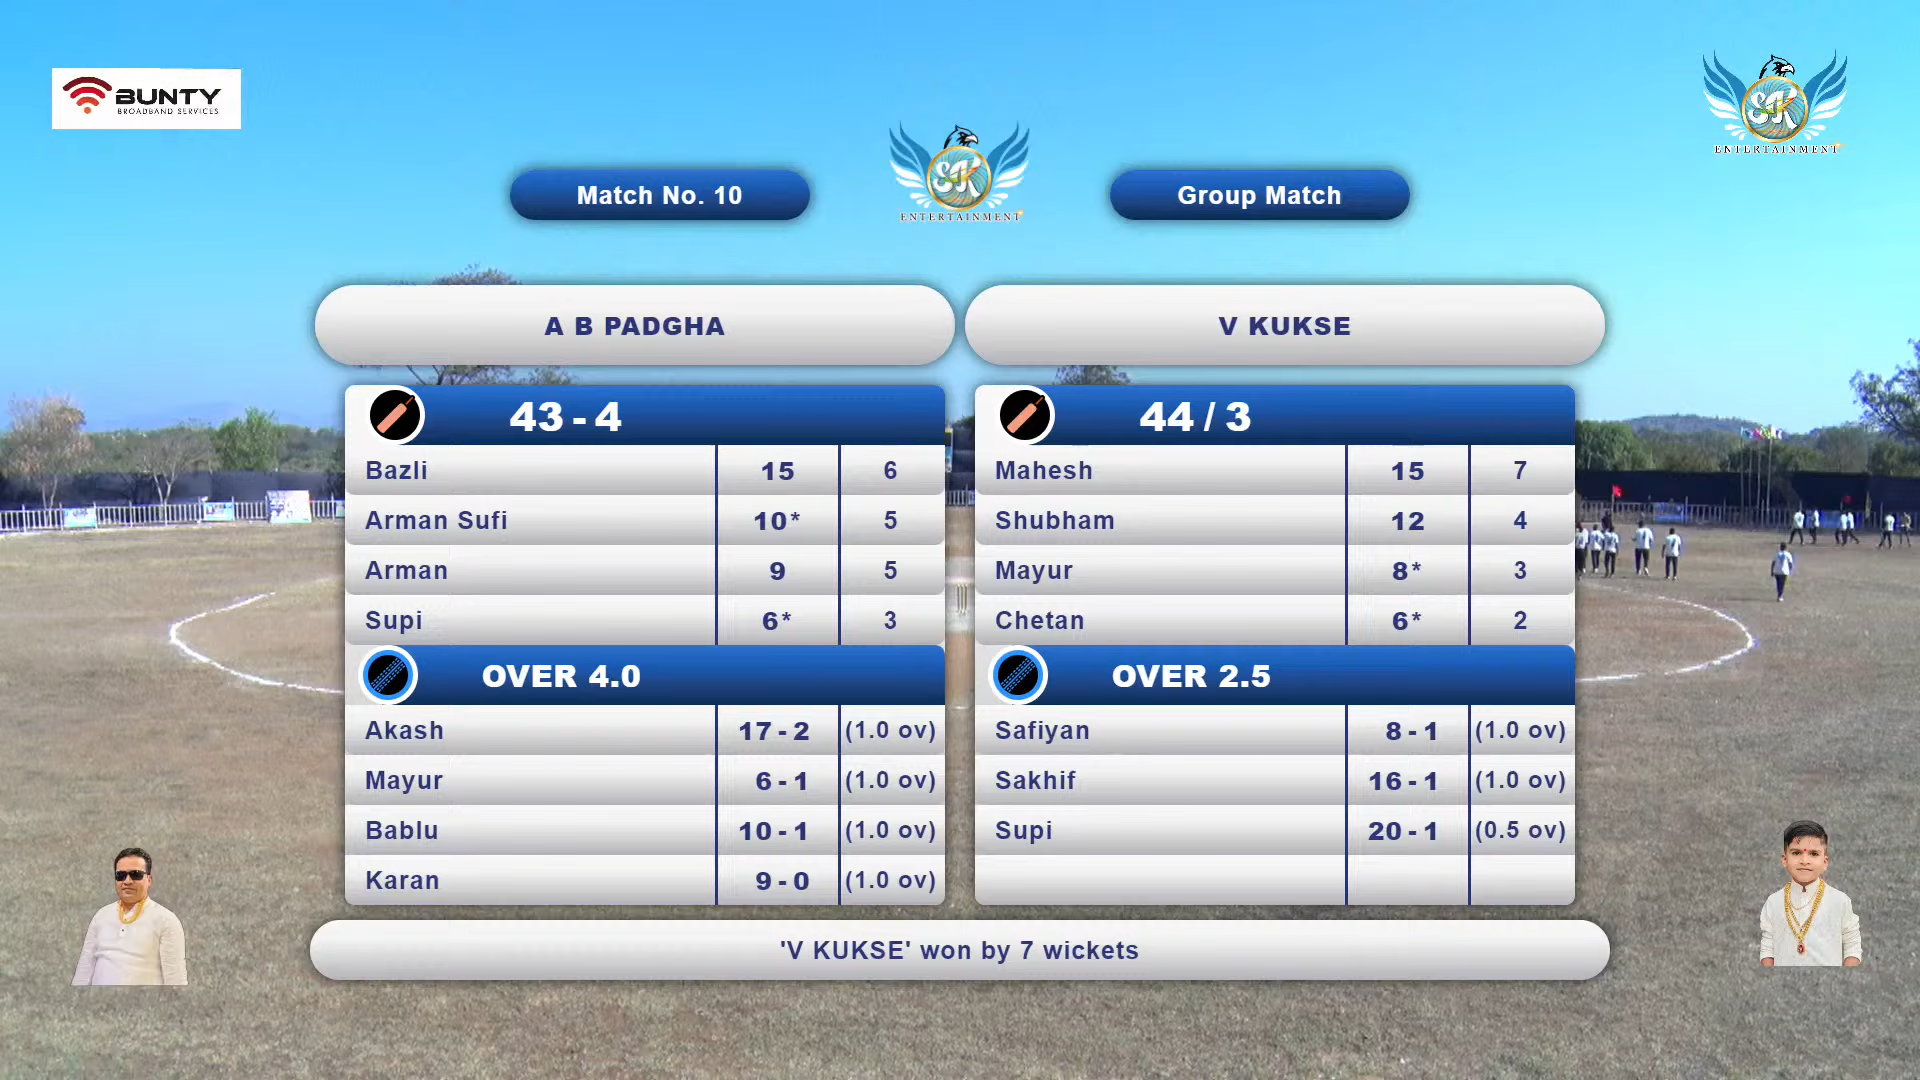 BUNTY
BROADBAND SERVICES
SK
ENTERTAINMENT
Match No. 10
SK
ENTERTAINMENT
Group Match
A B PADGHA
V KUKSE
43 - 4
Bazli 15 6
Arman Sufi 10* 5
Arman 9 5
Supi 6* 3
OVER 4.0
Akash 17 - 2 (1.0 ov)
Mayur 6 - 1 (1.0 ov)
Bablu 10 - 1 (1.0 ov)
Karan 9 - 0 (1.0 ov)
44 / 3
Mahesh 15 7
Shubham 12 4
Mayur 8* 3
Chetan 6* 2
OVER 2.5
Safiyan 8 - 1 (1.0 ov)
Sakhif 16 - 1 (1.0 ov)
Supi 20 - 1 (0.5 ov)
'V KUKSE' won by 7 wickets